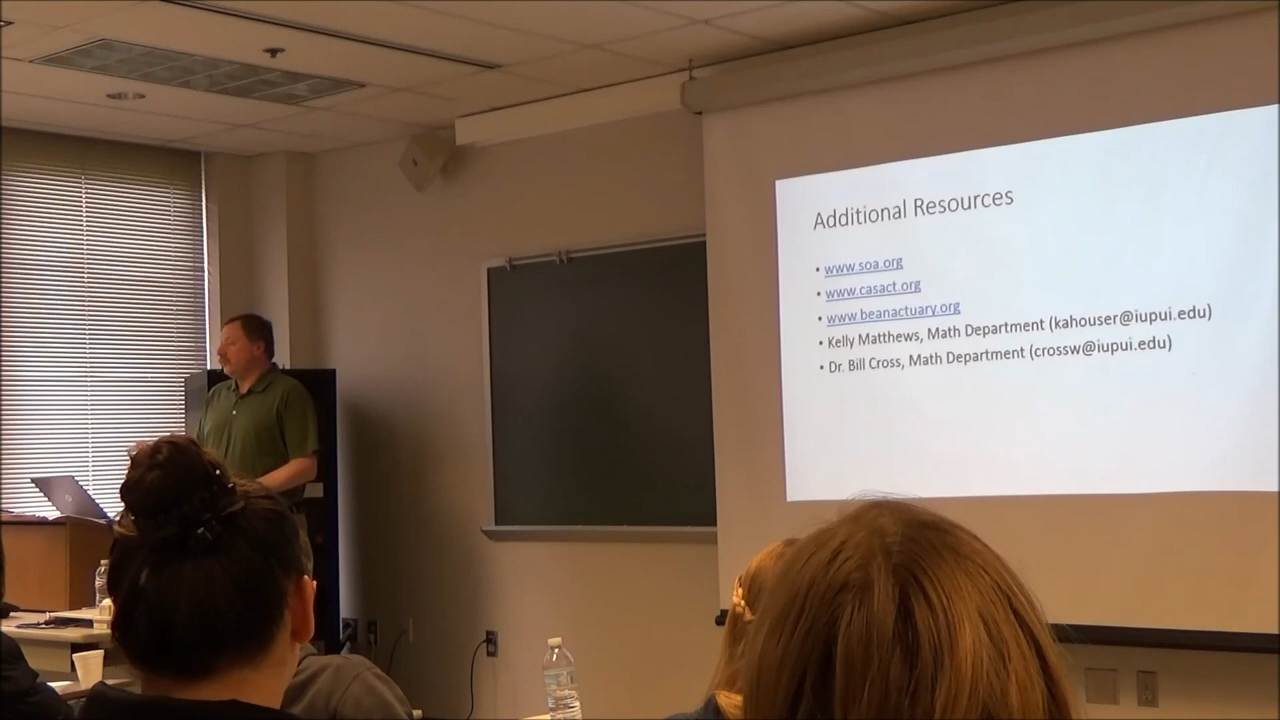 Additional Resources
• www.soa.org
• www.casact.org
• www.beanactuary.org
• Kelly Matthews, Math Department (kahouser@iupui.edu)
• Dr. Bill Cross, Math Department (crossw@iupui.edu)